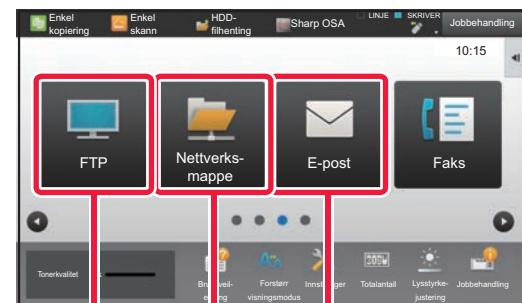 Enkel
kopiering
Enkel
skann
HDD-
filhenting
Sharp OSA
LINJE
SKRIVER
Jobbehandling
10:15
FTP
Nettverks-
mappe
E-post
Faks
Tonerkvalitet
Forstørr
visningsmodus
Totalantall
Lysstyrke-
justering
Jobbehandling